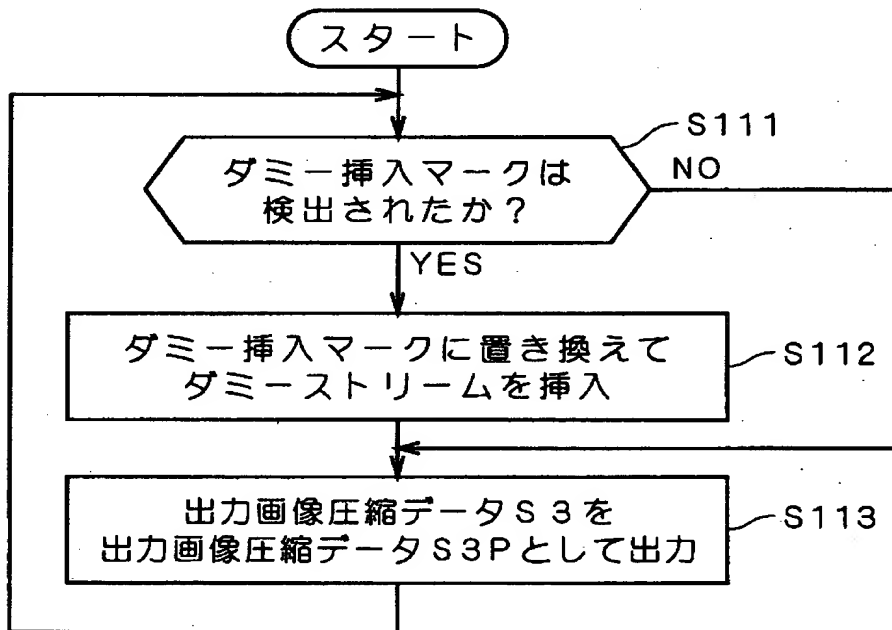 スタート
S111
ダミー挿入マークは
検出されたか？
NO
YES
ダミー挿入マークに置き換えて
ダミーストリームを挿入
S112
出力画像圧縮データS3を
出力画像圧縮データS3Pとして出力
S113